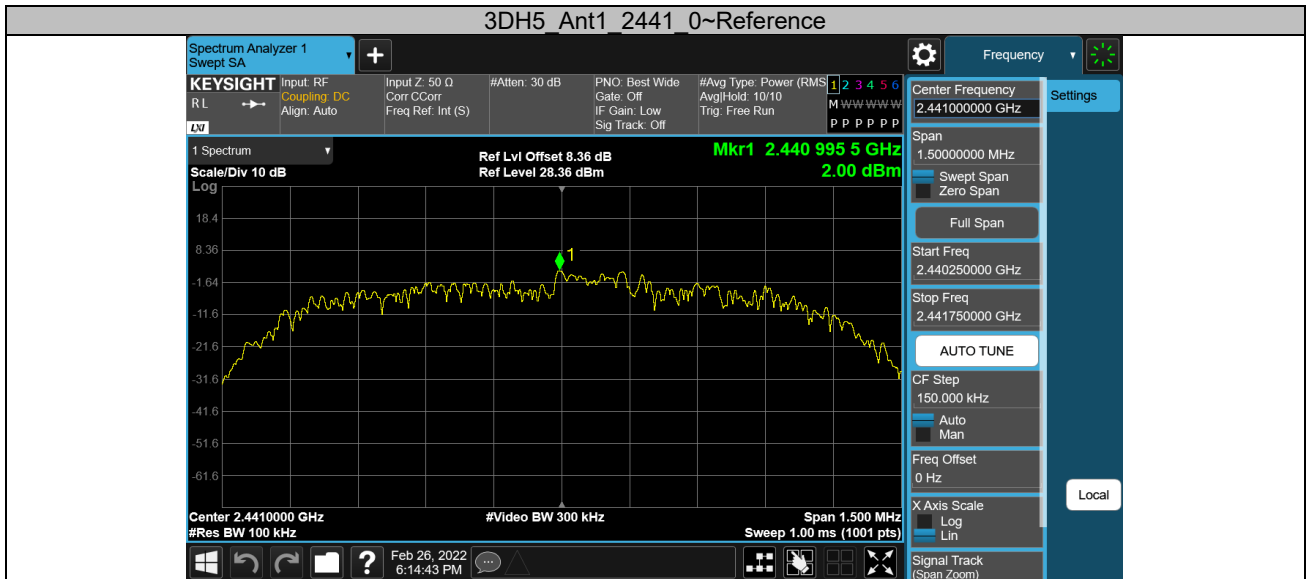 3DH5_Ant1_2441_0~Reference
Spectrum Analyzer 1
Swept SA
+
Frequency
KEYSIGHT
RL
LXI
Input: RF
Coupling: DC
Align: Auto
Input Z: 50 Ω
Corr CCorr
Freq Ref: Int (S)
#Atten: 30 dB
PNO: Best Wide
Gate: Off
IF Gain: Low
Sig Track: Off
#Avg Type: Power (RMS
Avg|Hold: 10/10
Trig: Free Run
1 2 3 4 5 6
M W W W W W
P P P P P P
1 Spectrum
Scale/Div 10 dB
Log
Ref Lvl Offset 8.36 dB
Ref Level 28.36 dBm
Mkr1 2.440 995 5 GHz
2.00 dBm
1
18.4
8.36
-1.64
-11.6
-21.6
-31.6
-41.6
-51.6
-61.6
Center 2.4410000 GHz
#Res BW 100 kHz
#Video BW 300 kHz
Span 1.500 MHz
Sweep 1.00 ms (1001 pts)
?
Feb 26, 2022
6:14:43 PM
Center Frequency
2.441000000 GHz
Span
1.50000000 MHz
Swept Span
Zero Span
Full Span
Start Freq
2.440250000 GHz
Stop Freq
2.441750000 GHz
AUTO TUNE
CF Step
150.000 kHz
Auto
Man
Freq Offset
0 Hz
X Axis Scale
Log
Lin
Signal Track
(Span Zoom)
Settings
Local